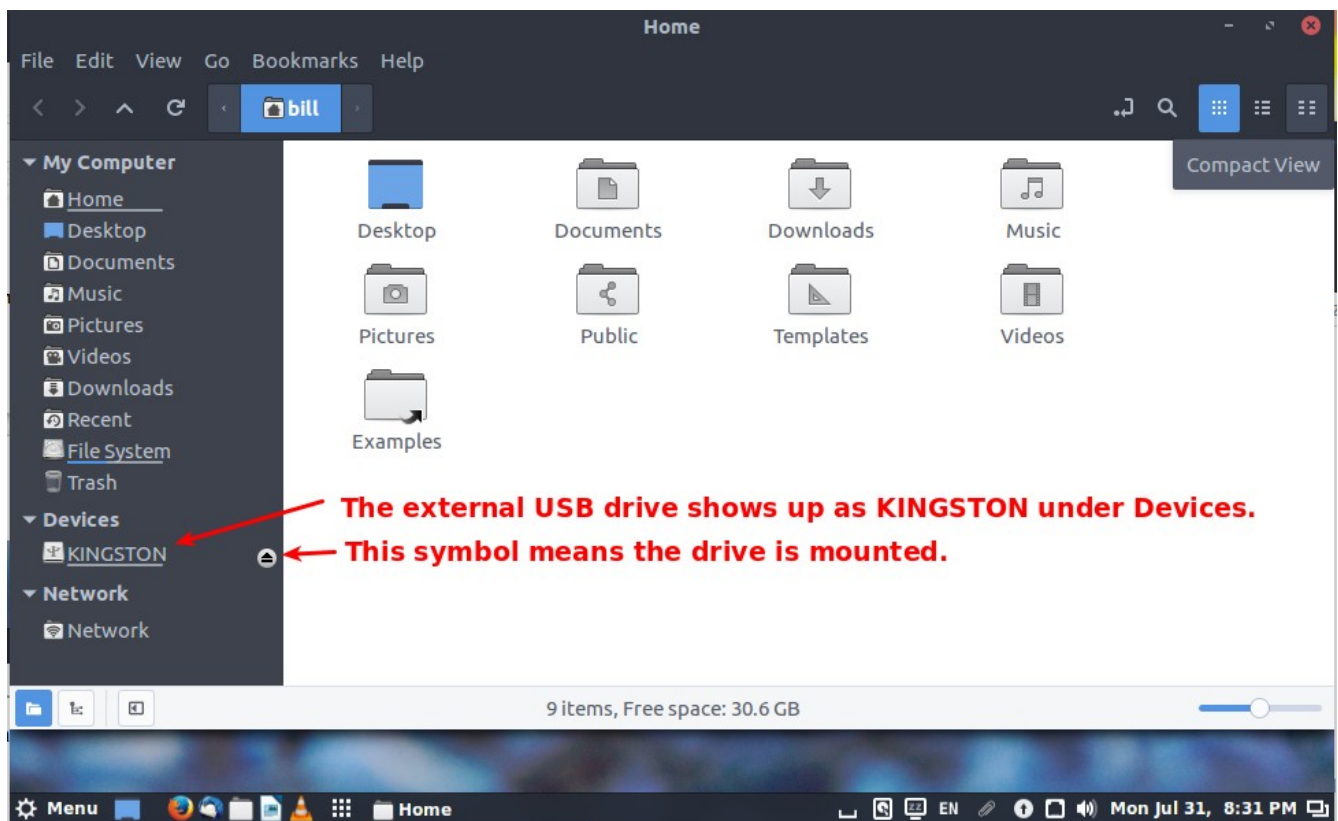 Home
File Edit View Go Bookmarks Help
bill
My Computer
Compact View
Home
Desktop
Documents
Music
Pictures
Videos
Downloads
Recent
File System
Trash
Desktop Documents Downloads Music
Pictures Public Templates Videos
Examples
The external USB drive shows up as KINGSTON under Devices.
Devices
This symbol means the drive is mounted.
KINGSTON
Network
Network
9 items, Free space: 30.6 GB
Menu Home zz EN Mon Jul 31, 8:31 PM